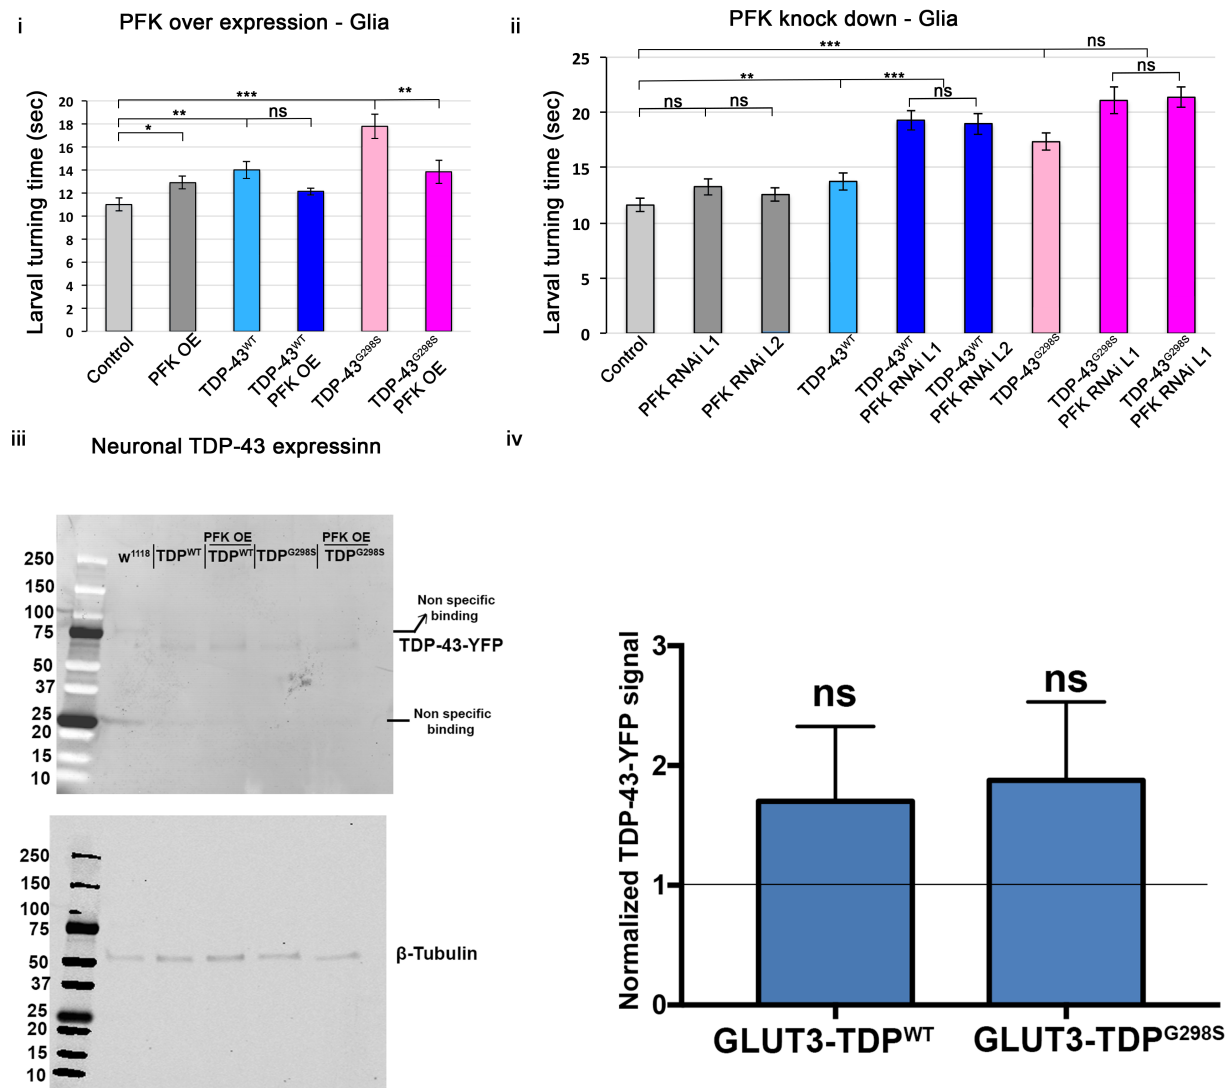 i
PFK over expression - Glia
Larval turning time (sec)
20
18
16
14
12
10
8
6
4
2
0
***
**
**
ns
*
Control
PFK OE
TDP-43WT
TDP-43WT
PFK OE
TDP-43G298S
TDP-43G298S
PFK OE
ii
PFK knock down - Glia
Larval turning time (sec)
25
20
15
10
5
0
***
ns
ns
**
***
ns
ns
ns
Control
PFK RNAi L1
PFK RNAi L2
TDP-43WT
TDP-43WT
PFK RNAi L1
TDP-43WT
PFK RNAi L2
TDP-43G298S
TDP-43G298S
PFK RNAi L1
TDP-43G298S
PFK RNAi L1
iii
Neuronal TDP-43 expressinn
250
150
100
75
50
37
25
20
15
10
w1118
TDPWT
PFK OE
TDPWT
TDPG298S
PFK OE
TDPG298S
Non specific
binding
TDP-43-YFP
Non specific
binding
250
150
100
75
50
37
25
20
15
10
β-Tubulin
iv
Normalized TDP-43-YFP signal
3
2
1
0
ns
ns
GLUT3-TDPWT
GLUT3-TDPG298S